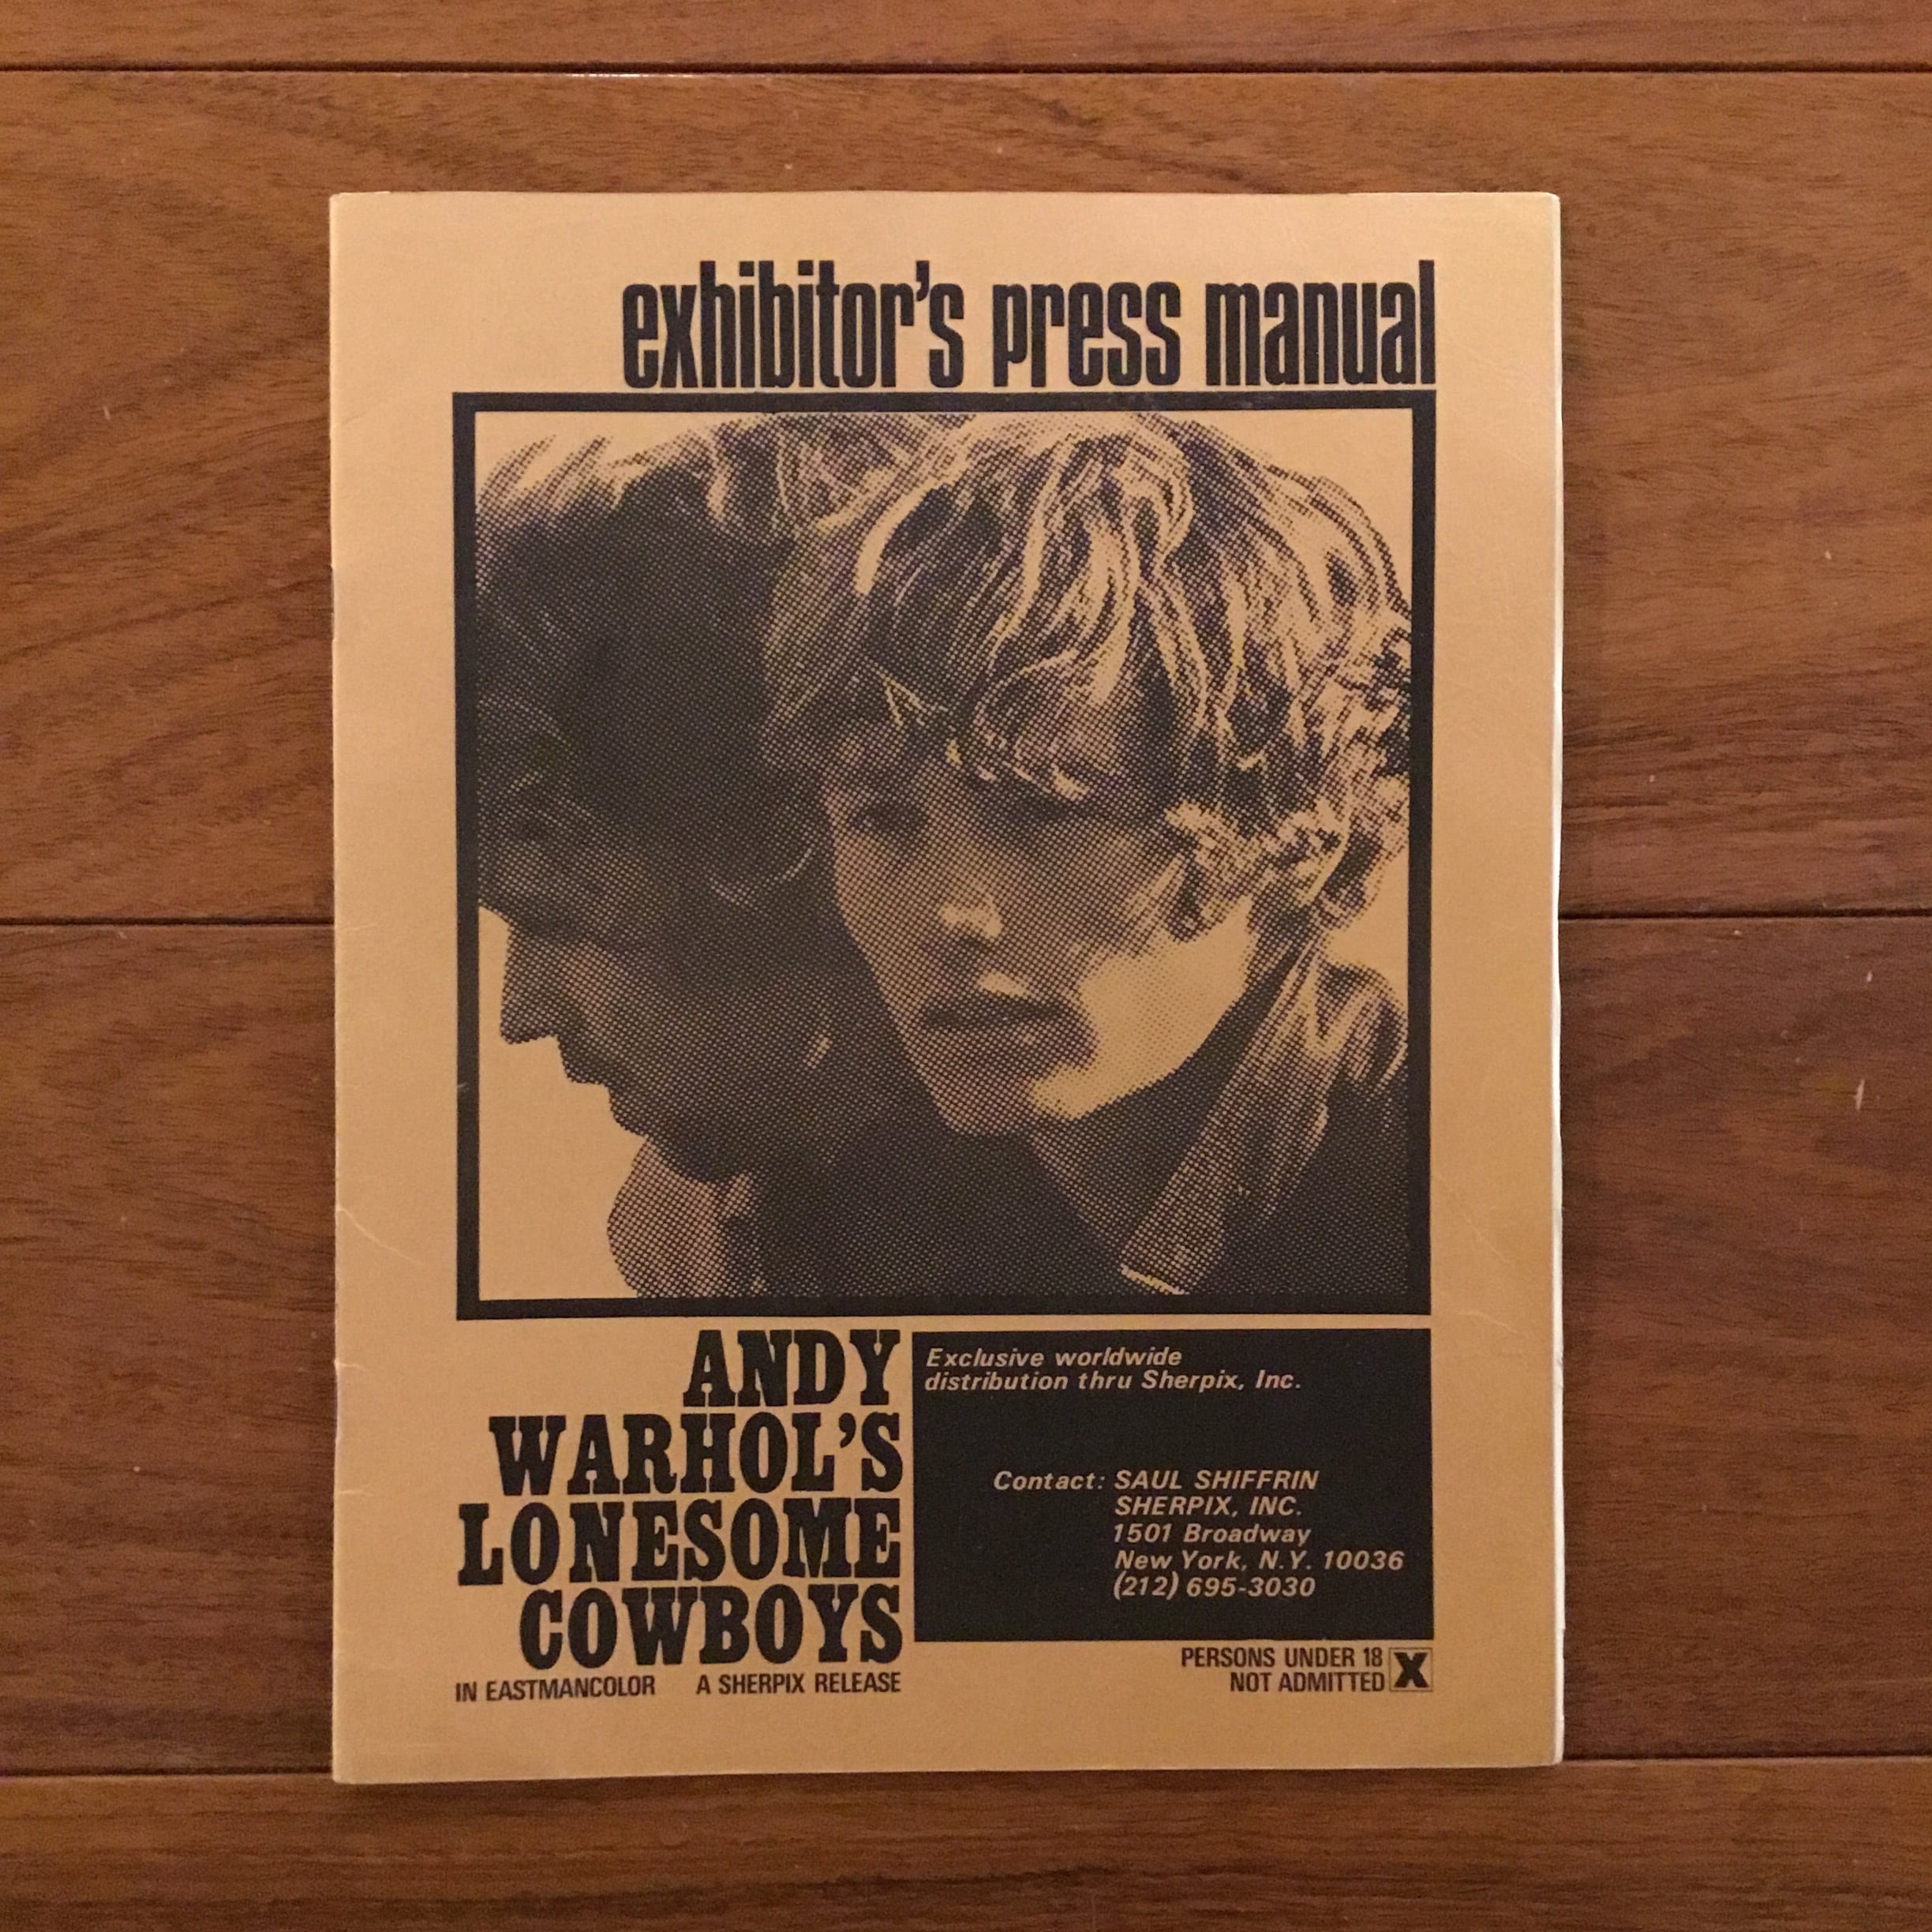 exhibitor's press manual
ANDY
WARHOL'S
LONESOME
COWBOYS
IN EASTMANCOLOR A SHERPIX RELEASE
Exclusive worldwide
distribution thru Sherpix, Inc.
Contact: SAUL SHIFFRIN
SHERPIX, INC.
1501 Broadway
New York, N.Y. 10036
(212) 695-3030
PERSONS UNDER 18
NOT ADMITTED X